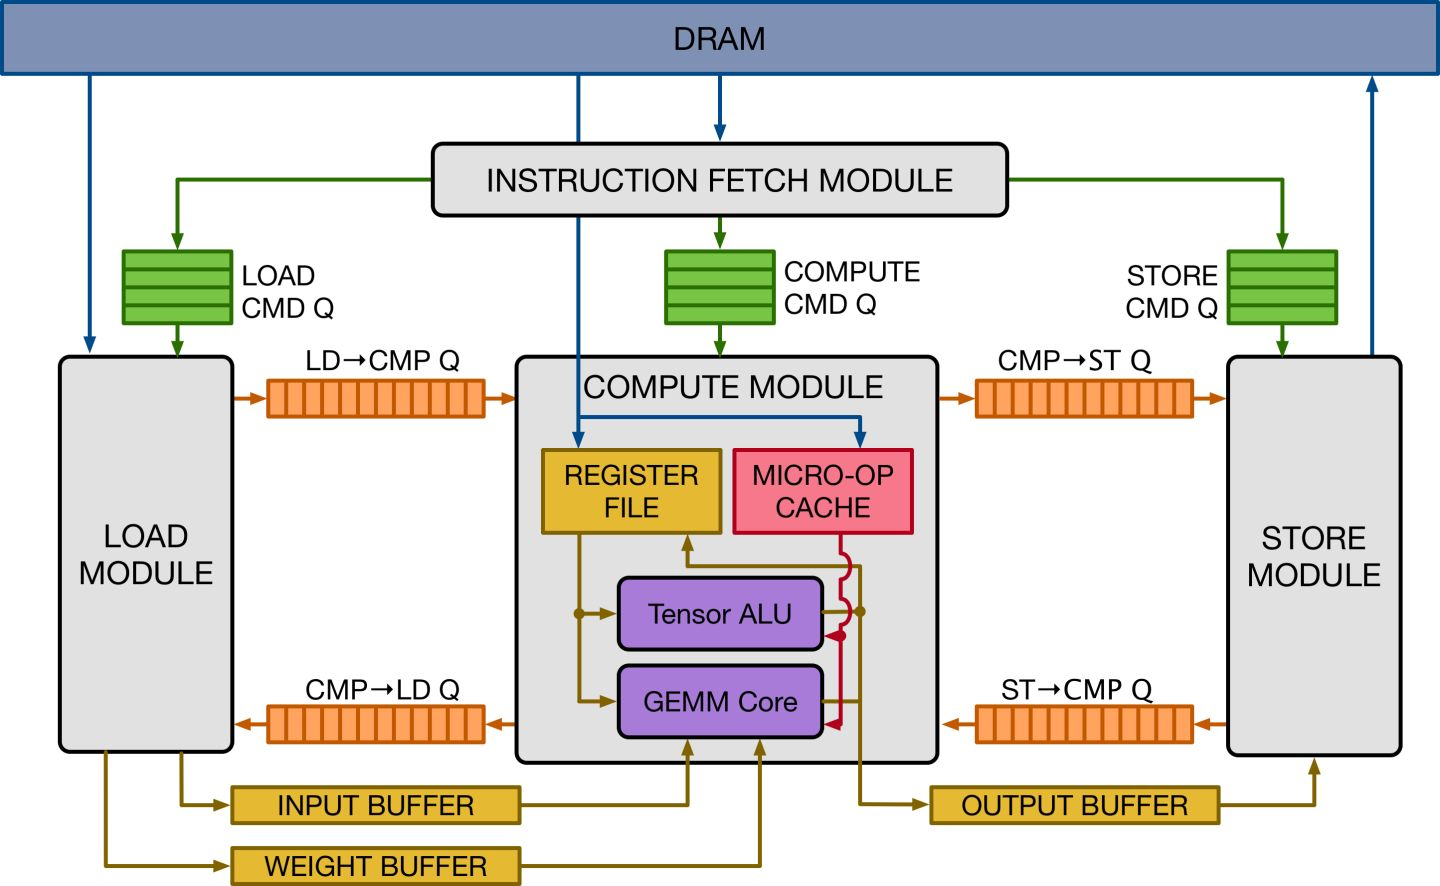 DRAM
INSTRUCTION FETCH MODULE
LOAD
CMD Q
COMPUTE
CMD Q
STORE
CMD Q
LD→CMP Q
CMP→ST Q
COMPUTE MODULE
REGISTER
FILE
MICRO-OP
CACHE
LOAD
MODULE
STORE
MODULE
Tensor ALU
GEMM Core
CMP→LD Q
ST→CMP Q
INPUT BUFFER
OUTPUT BUFFER
WEIGHT BUFFER